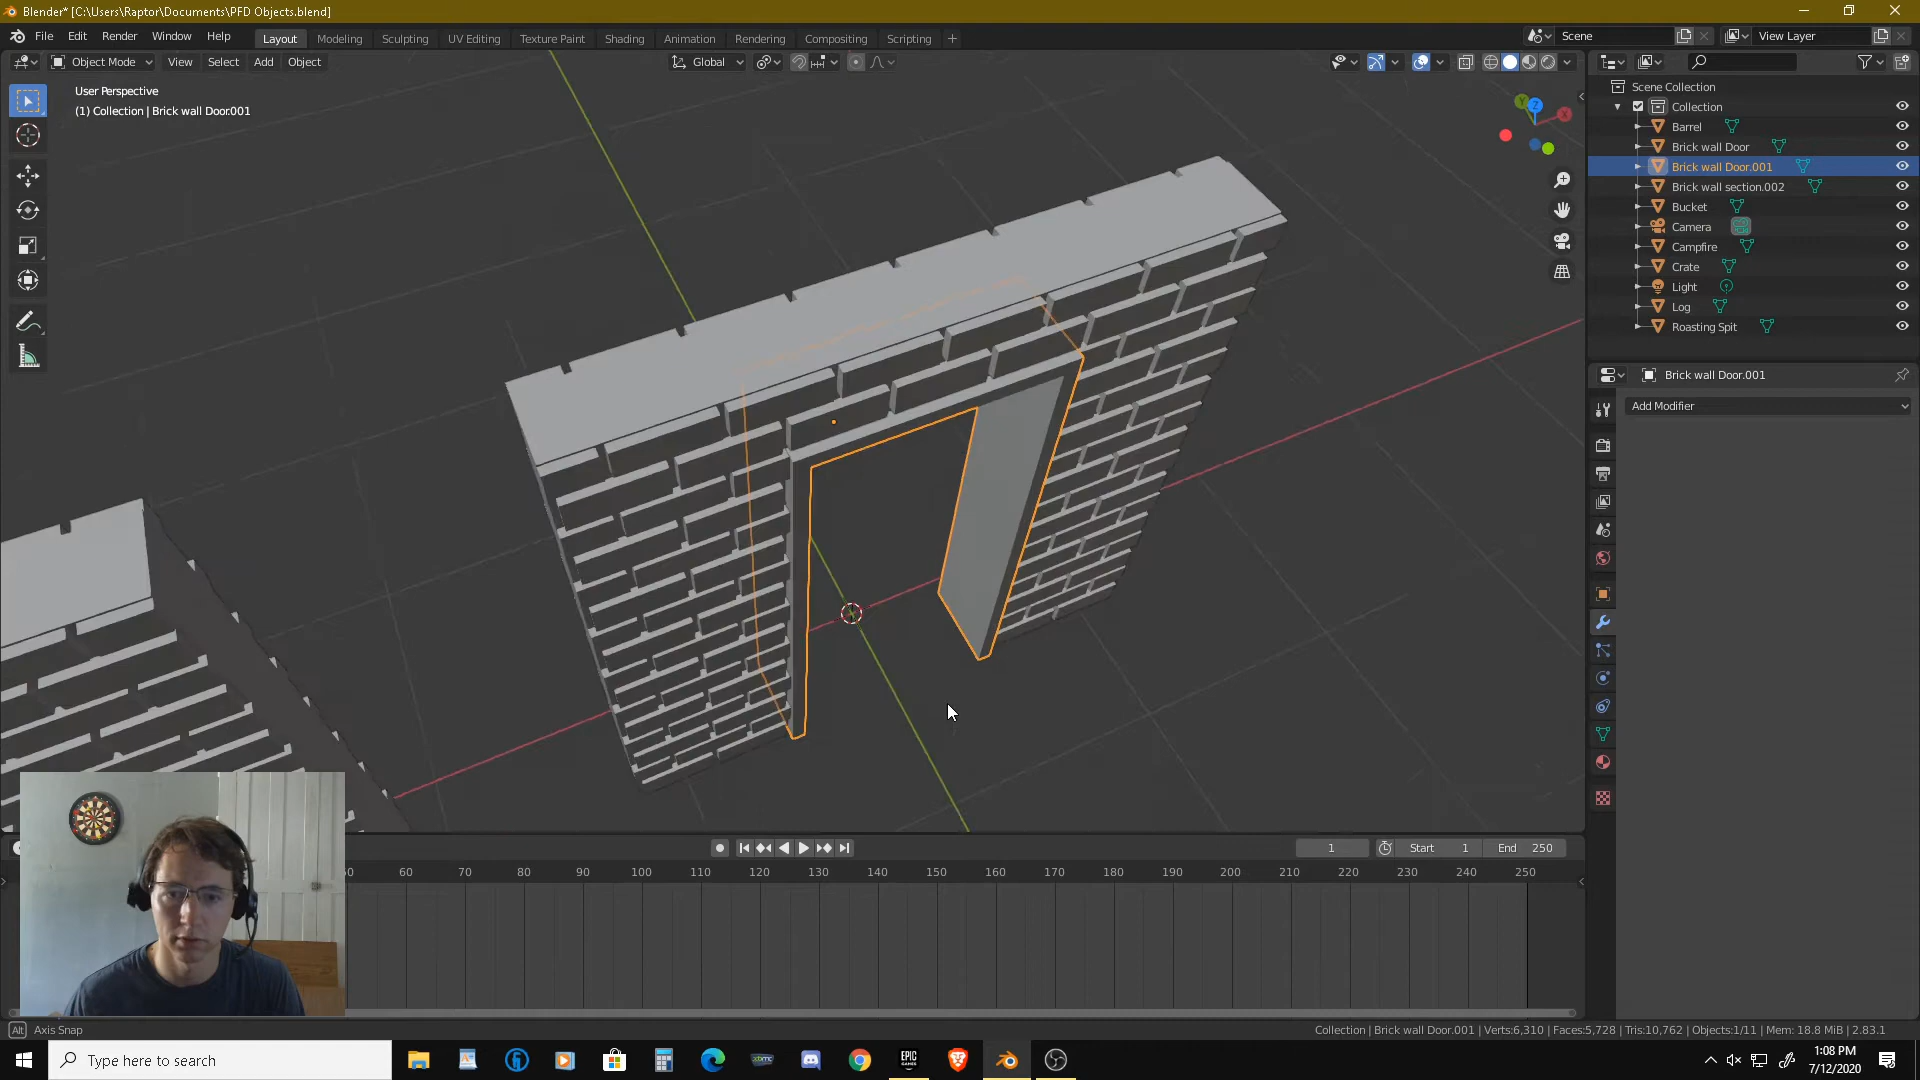 Blender* [C:\Users\Raptor\Documents\PFD Objects.blend]
File Edit Render Window Help
Layout Modeling Sculpting UV Editing Texture Paint Shading Animation Rendering Compositing Scripting +
Scene
View Layer
Object Mode View Select Add Object
Global
User Perspective
(1) Collection | Brick wall Door.001
Y Z X
Scene Collection
Collection
Barrel
Brick wall Door
Brick wall Door.001
Brick wall section.002
Bucket
Camera
Campfire
Crate
Light
Log
Roasting Spit
Brick wall Door.001
Add Modifier
1 Start 1 End 250
50 60 70 80 90 100 110 120 130 140 150 160 170 180 190 200 210 220 230 240 250
Alt Axis Snap
Collection | Brick wall Door.001 | Verts:6,310 | Faces:5,728 | Tris:10,762 | Objects:1/11 | Mem: 18.8 MiB | 2.83.1
Type here to search
EPIC GAMES
1:08 PM
7/12/2020